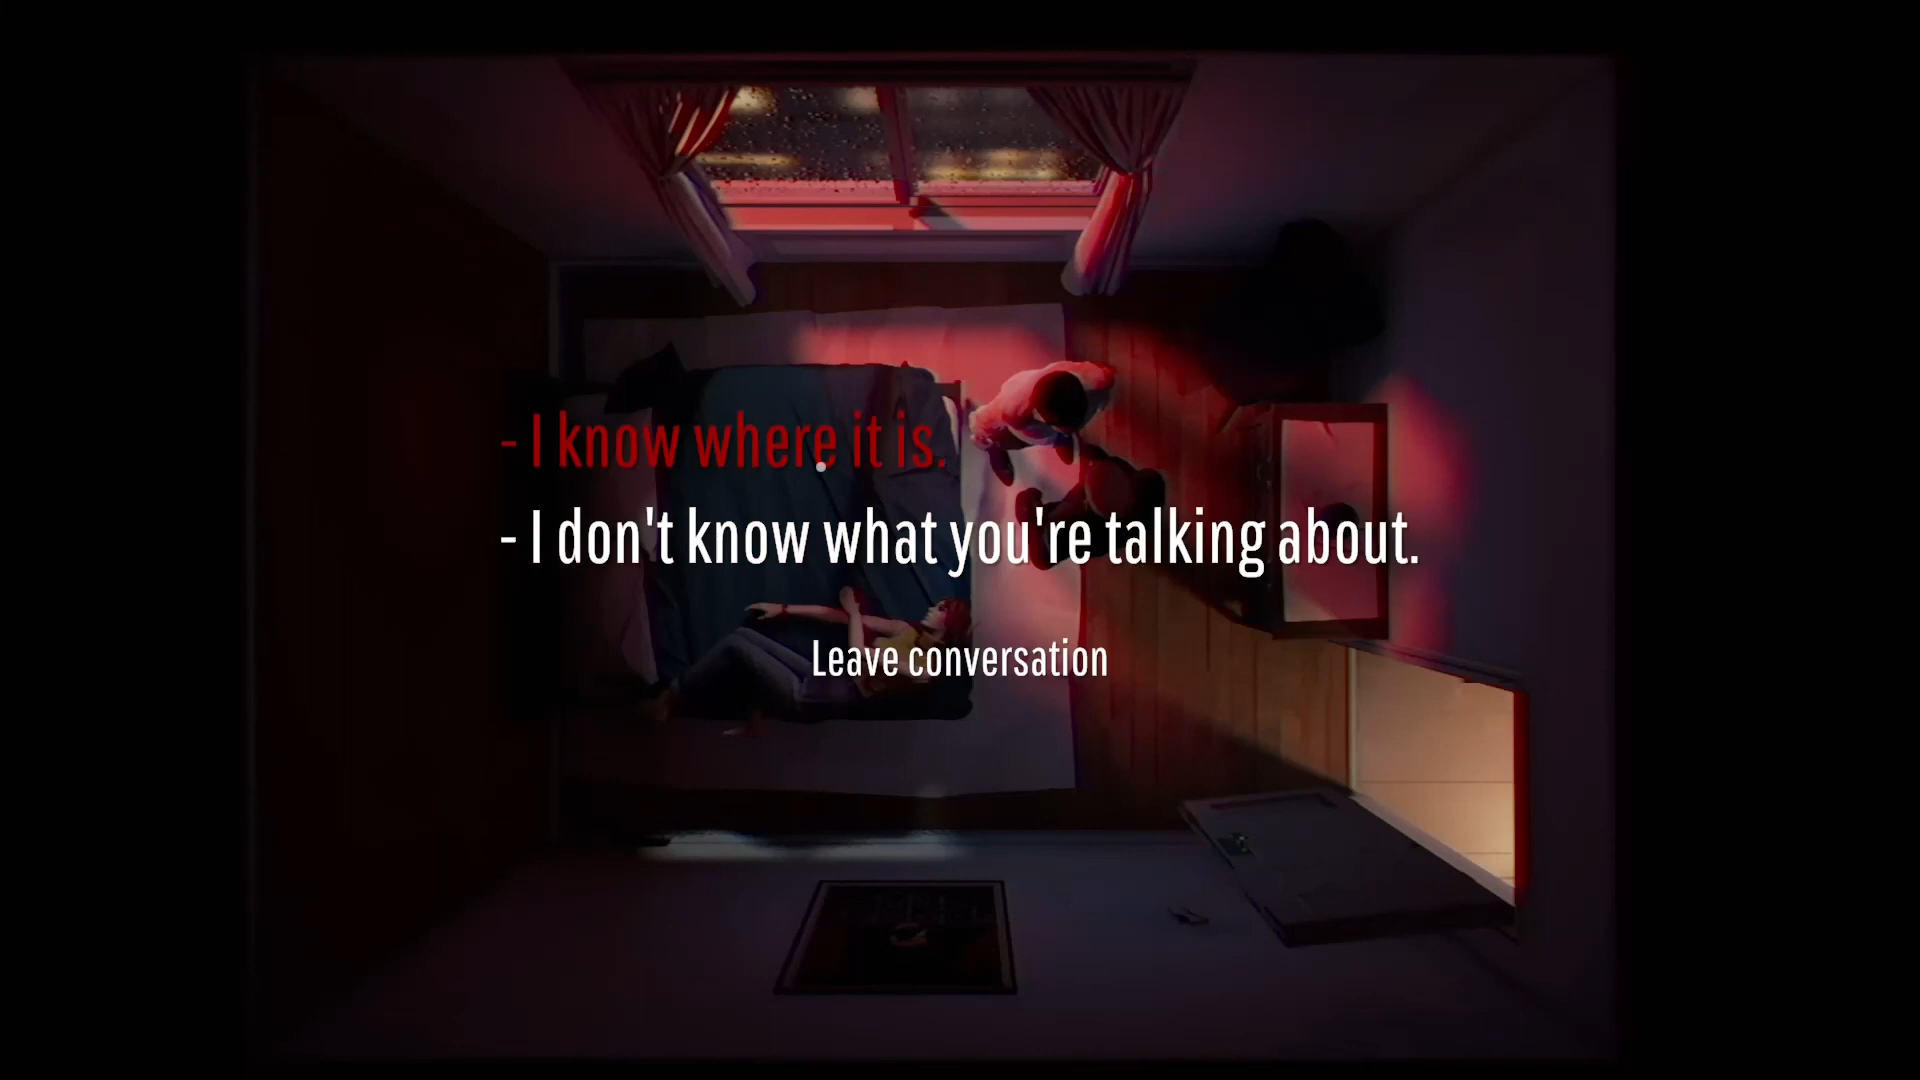 - I know where it is.
- I don't know what you're talking about.
Leave conversation